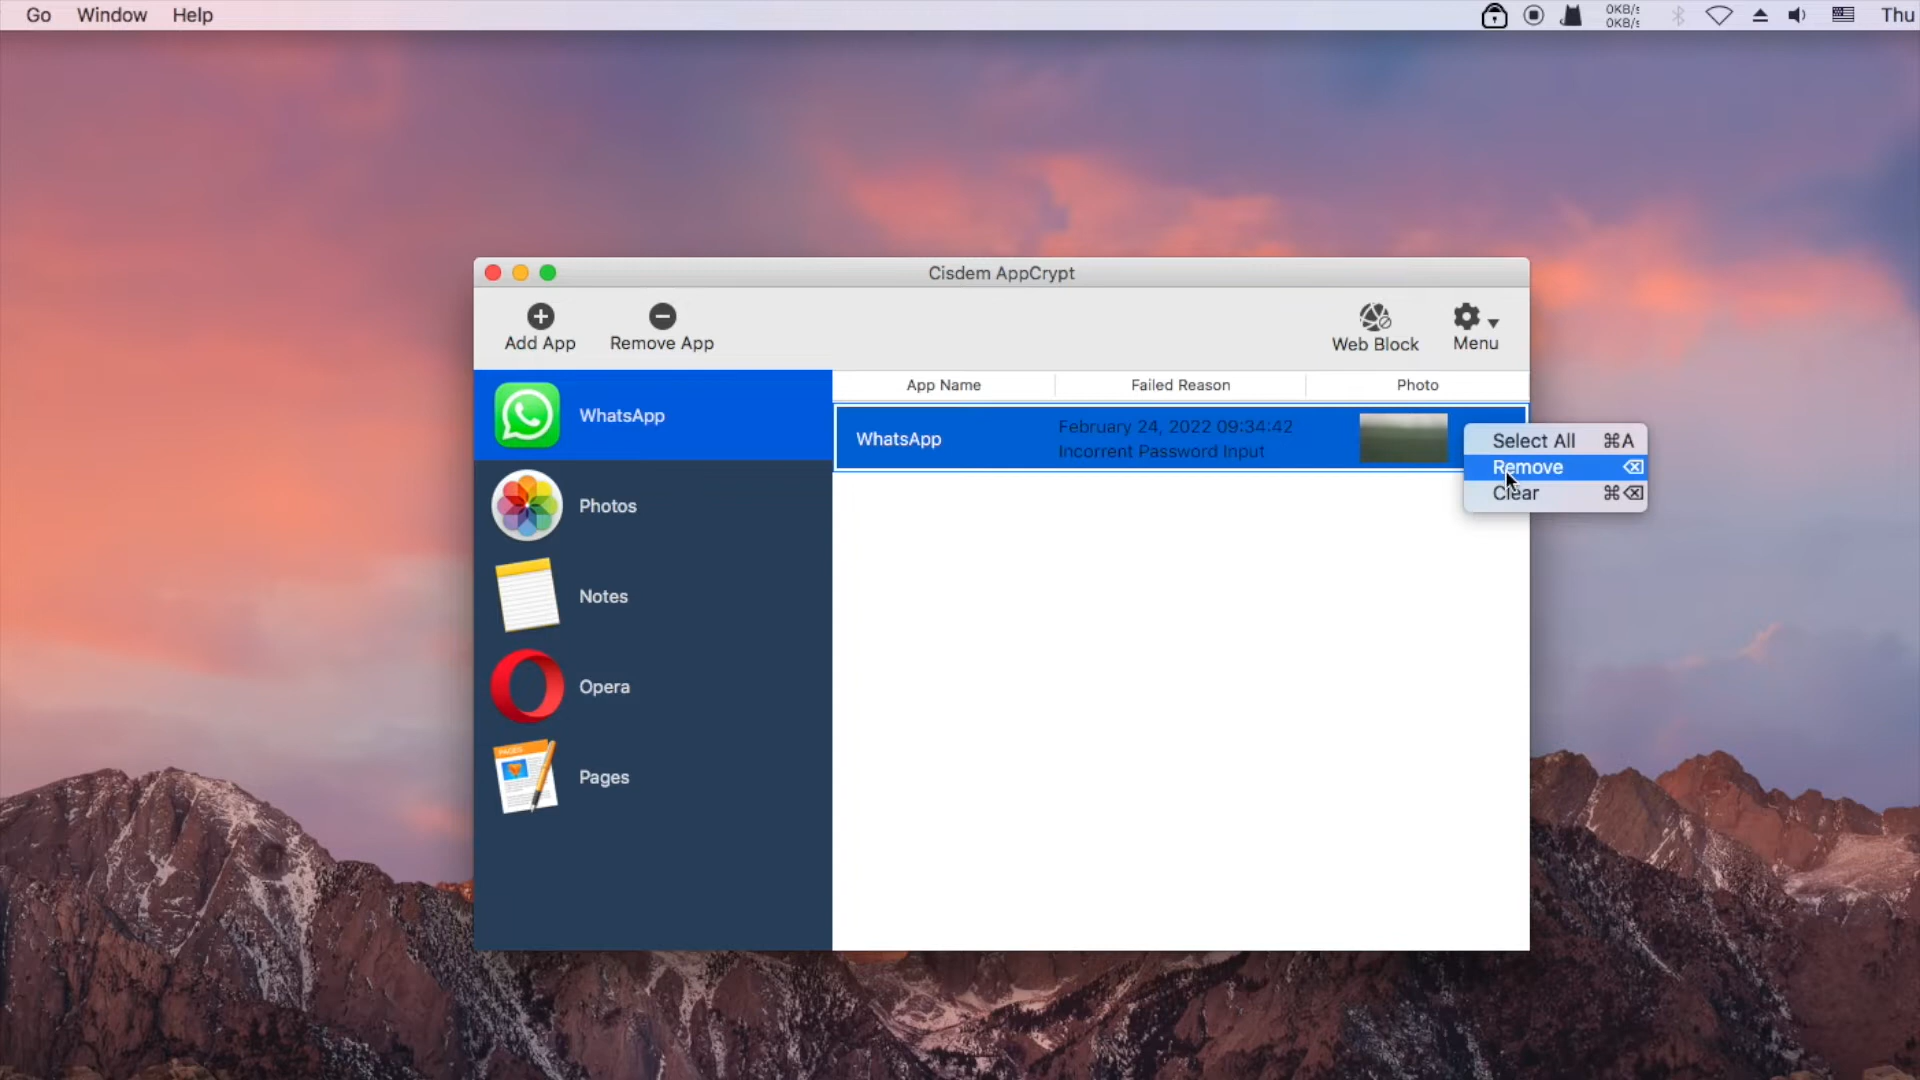 Go Window Help 0KB/s Thu
0KB/s
Cisdem AppCrypt
Add App Remove App Web Block Menu
App Name Failed Reason Photo
WhatsApp
WhatsApp February 24, 2022 09:34:42
Incorrent Password Input
Select All ⌘A
Remove ⌫
Clear ⌘⌫
Photos
Notes
Opera
PAGES
Pages